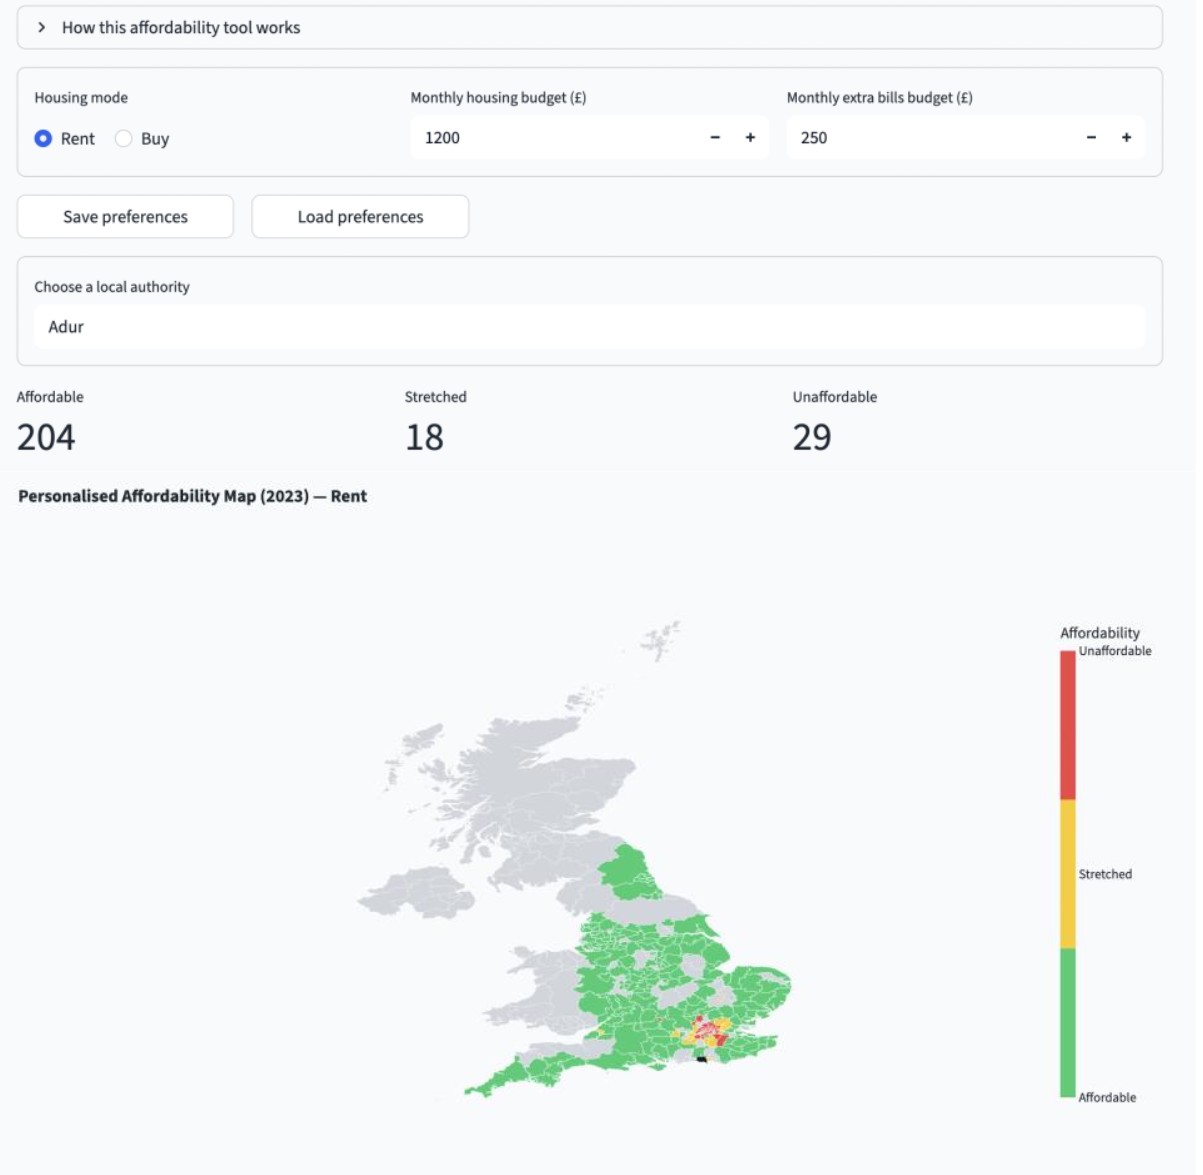 How this affordability tool works
Housing mode
Monthly housing budget (£)
Monthly extra bills budget (£)
Rent
Buy
1200
250
Save preferences
Load preferences
Choose a local authority
Adur
Affordable
Stretched
Unaffordable
204
18
29
Personalised Affordability Map (2023) — Rent
Affordability
Unaffordable
Stretched
Affordable